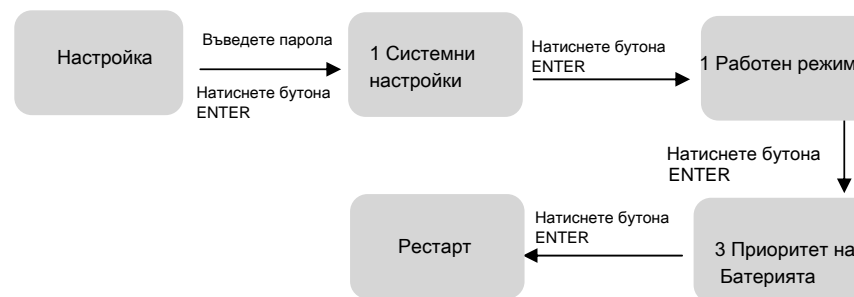 Настройка
Въведете парола
Натиснете бутона
ENTER
1 Системни
настройки
Натиснете бутона
ENTER
1 Работен режим
Натиснете бутона
ENTER
3 Приоритет на
Батерията
Натиснете бутона
ENTER
Рестарт